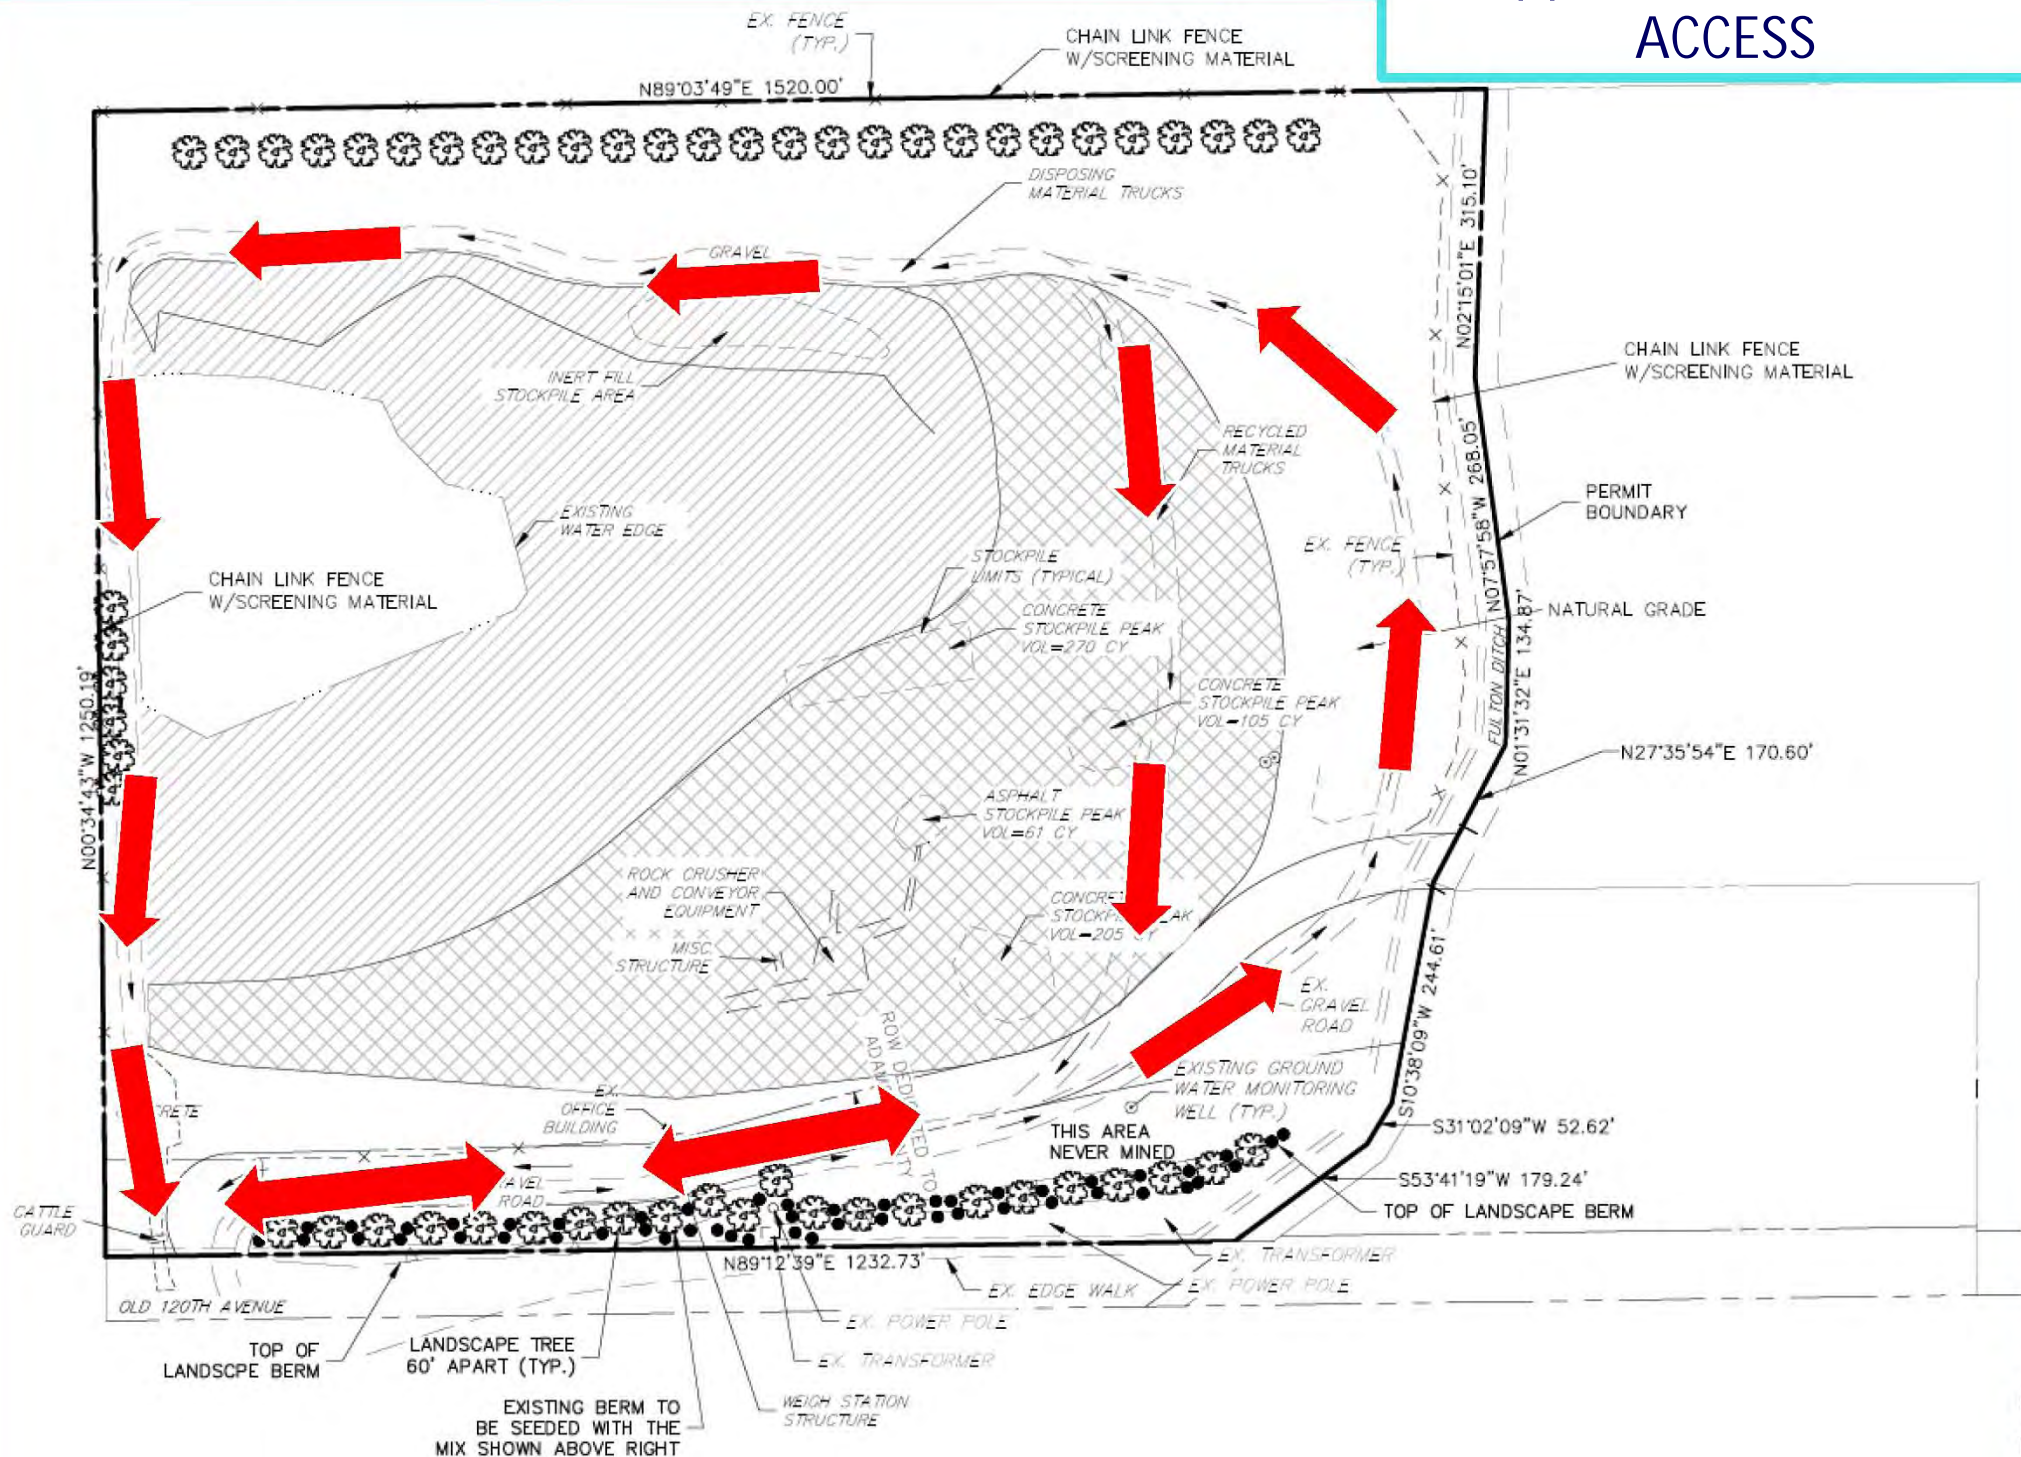 ACCESS
EX. FENCE
(TYP.)
CHAIN LINK FENCE
W/SCREENING MATERIAL
N89°03'49"E 1520.00'
DISPOSING
MATERIAL TRUCKS
GRAVEL
N02°15'01"E 315.10'
INERT FILL
STOCKPILE AREA
CHAIN LINK FENCE
W/SCREENING MATERIAL
RECYCLED
MATERIAL
TRUCKS
N07°57'58"W 268.05'
PERMIT
BOUNDARY
EXISTING
WATER EDGE
EX. FENCE
(TYP.)
STOCKPILE
LIMITS (TYPICAL)
CHAIN LINK FENCE
W/SCREENING MATERIAL
CONCRETE
STOCKPILE PEAK
VOL=270 CY
NATURAL GRADE
FULTON DITCH
N01°31'32"E 134.87'
N00°34'43"W 1250.19'
CONCRETE
STOCKPILE PEAK
VOL=105 CY
N27°35'54"E 170.60'
ASPHALT
STOCKPILE PEAK
VOL=61 CY
ROCK CRUSHER
AND CONVEYOR
EQUIPMENT
MISC.
STRUCTURE
STOCKPILE PEAK
VOL=205 CY
S10°38'09"W 244.61'
EX.
GRAVEL
ROAD
ROW DEDICATED TO
EXISTING GROUND
WATER MONITORING
WELL (TYP.)
EX.
OFFICE
BUILDING
THIS AREA
NEVER MINED
S31°02'09"W 52.62'
S53°41'19"W 179.24'
TOP OF LANDSCAPE BERM
ROAD
CATTLE
GUARD
N89°12'39"E 1232.73'
EX. TRANSFORMER
EX. POWER POLE
EX. EDGE WALK
OLD 120TH AVENUE
EX. POWER POLE
TOP OF
LANDSCPE BERM
LANDSCAPE TREE
60' APART (TYP.)
EX. TRANSFORMER
EXISTING BERM TO
BE SEEDED WITH THE
MIX SHOWN ABOVE RIGHT
WEIGH STATION
STRUCTURE